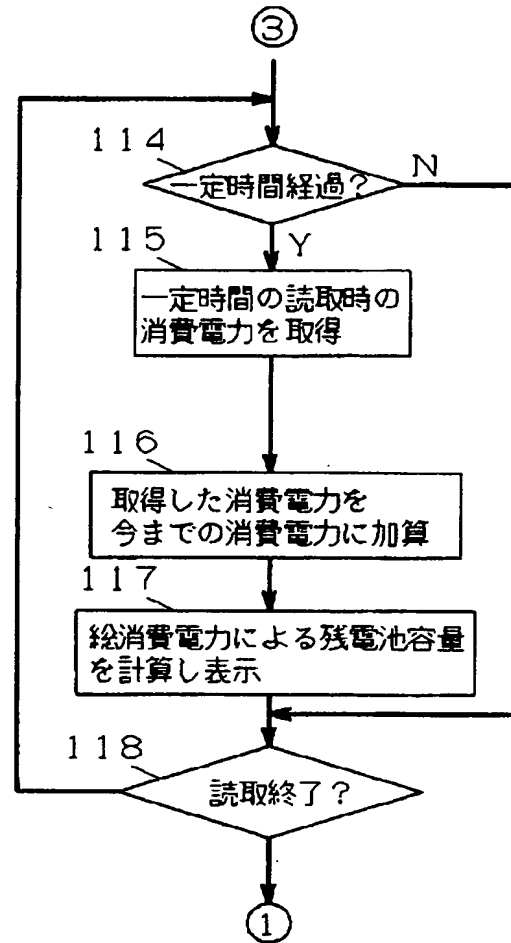 ③
114
一定時間経過?
N
Y
115
一定時間の読取時の
消費電力を取得
116
取得した消費電力を
今までの消費電力に加算
117
総消費電力による残電池容量
を計算し表示
118
読取終了?
①